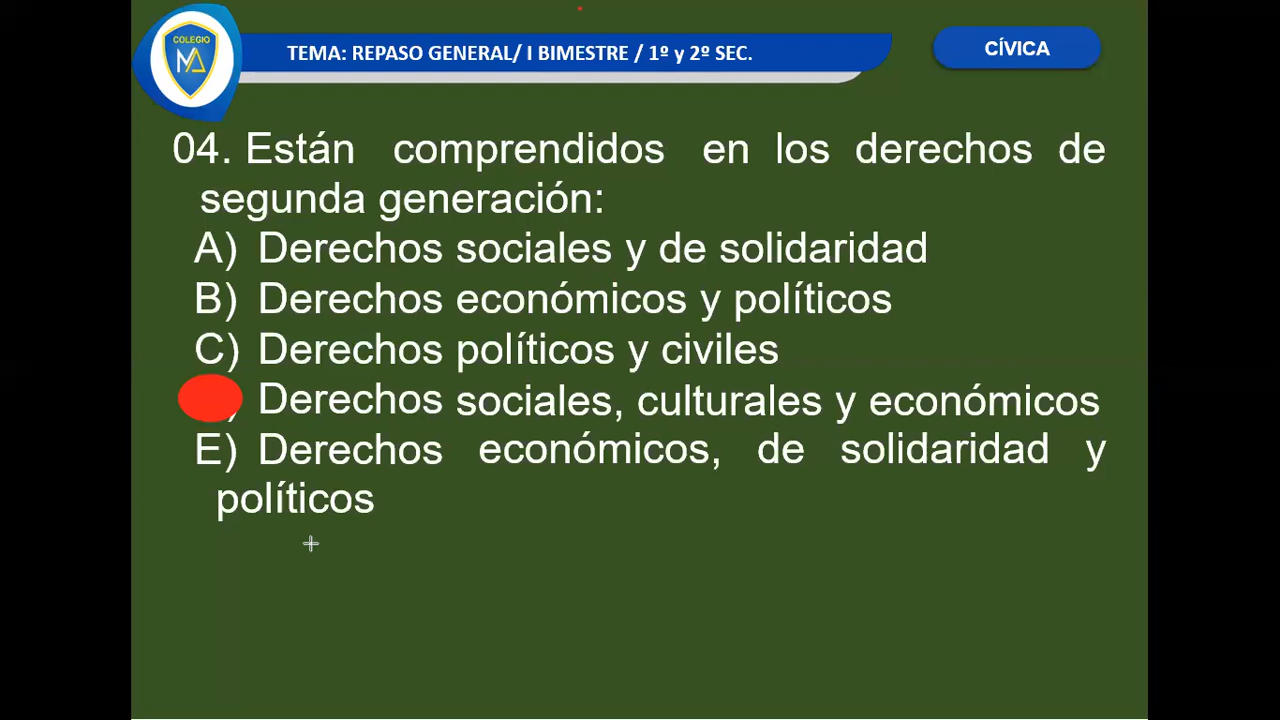 COLEGIO
MA
TEMA: REPASO GENERAL/ I BIMESTRE / 1º y 2º SEC.
CÍVICA
04. Están comprendidos en los derechos de
segunda generación:
A) Derechos sociales y de solidaridad
B) Derechos económicos y políticos
C) Derechos políticos y civiles
Derechos sociales, culturales y económicos
E) Derechos económicos, de solidaridad y
políticos